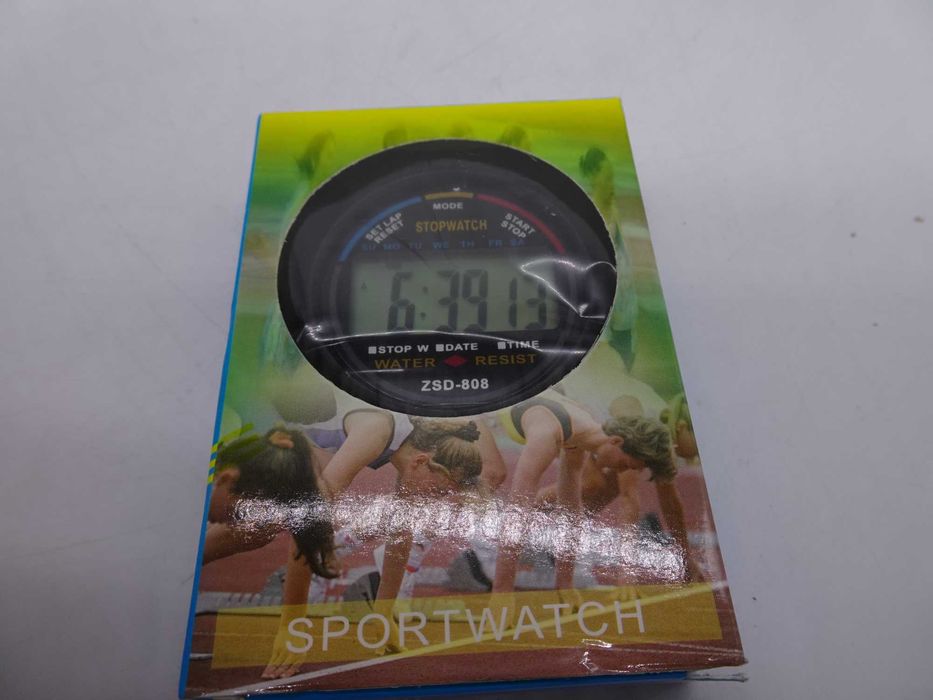 MODE
SET LAP
RESET
STOPWATCH
START
STOP
SU MO TU WE TH FR SA
A 6:39 13
STOP W DATE TIME
WATER RESIST
ZSD-808
SPORTWATCH